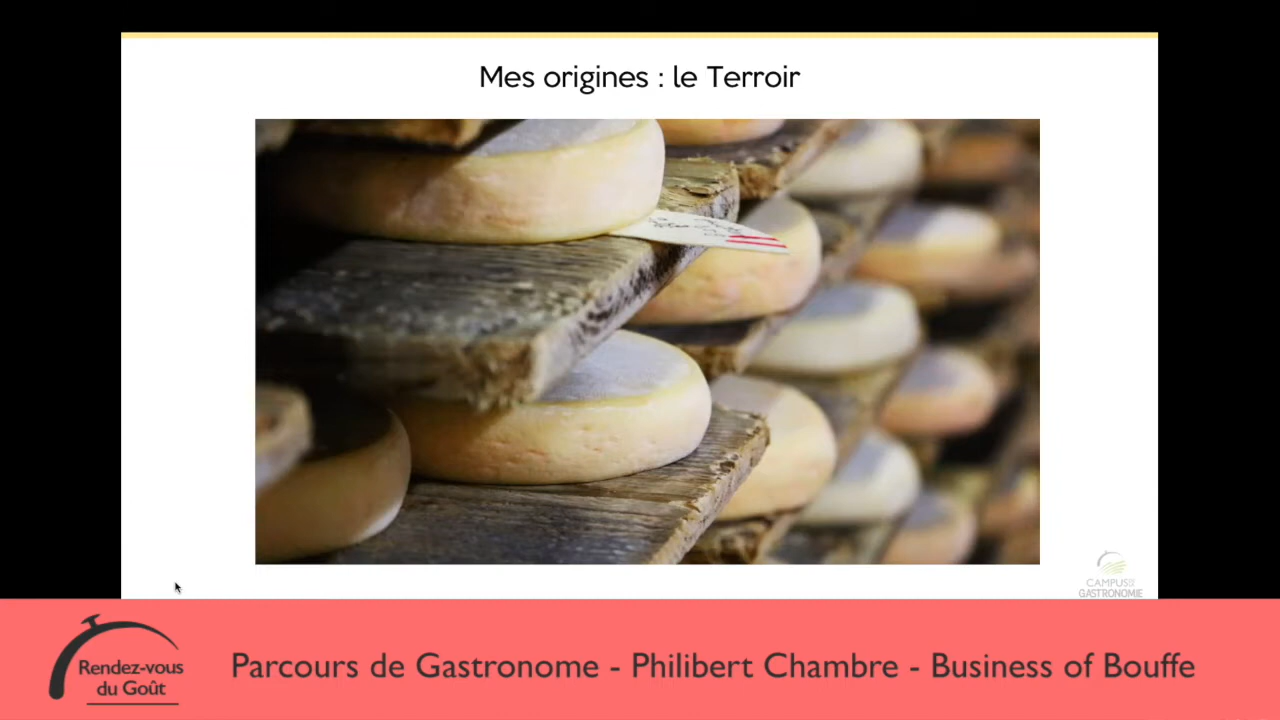 Mes origines : le Terroir
CAMPUS
GASTRONOMIE
Rendez-vous
du Goût
Parcours de Gastronome - Philibert Chambre - Business of Bouffe